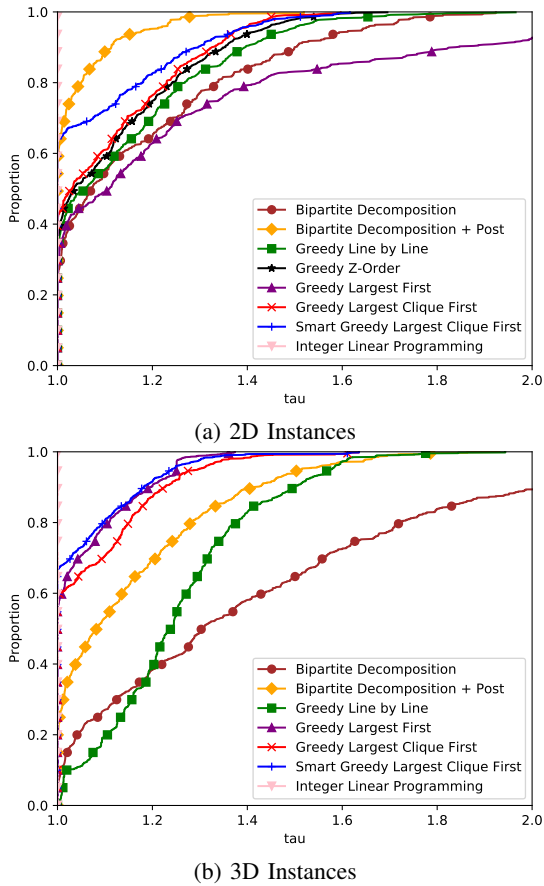 1.0
0.8
0.6
0.4
0.2
0.0
Proportion
Bipartite Decomposition
Bipartite Decomposition + Post
Greedy Line by Line
Greedy Z-Order
Greedy Largest First
Greedy Largest Clique First
Smart Greedy Largest Clique First
Integer Linear Programming
1.0 1.2 1.4 1.6 1.8 2.0
tau
(a) 2D Instances
1.0
0.8
0.6
0.4
0.2
0.0
Proportion
Bipartite Decomposition
Bipartite Decomposition + Post
Greedy Line by Line
Greedy Largest First
Greedy Largest Clique First
Smart Greedy Largest Clique First
Integer Linear Programming
1.0 1.2 1.4 1.6 1.8 2.0
tau
(b) 3D Instances